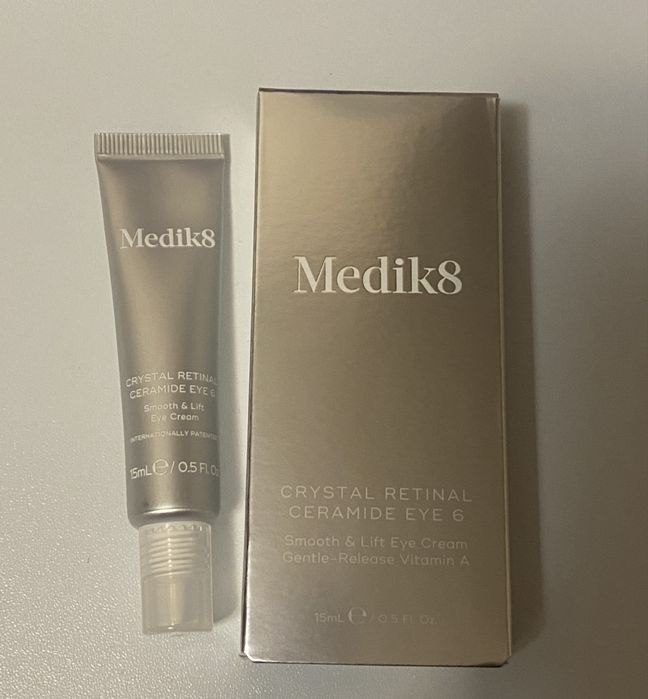 Medik8
CRYSTAL RETINAL
CERAMIDE EYE 6
Smooth & Lift
Eye Cream
INTERNATIONALLY PATENTED
15mL ℮ / 0.5 Fl. Oz.
Medik8
CRYSTAL RETINAL
CERAMIDE EYE 6
Smooth & Lift Eye Cream
Gentle-Release Vitamin A
15mL ℮ / 0.5 Fl. Oz.